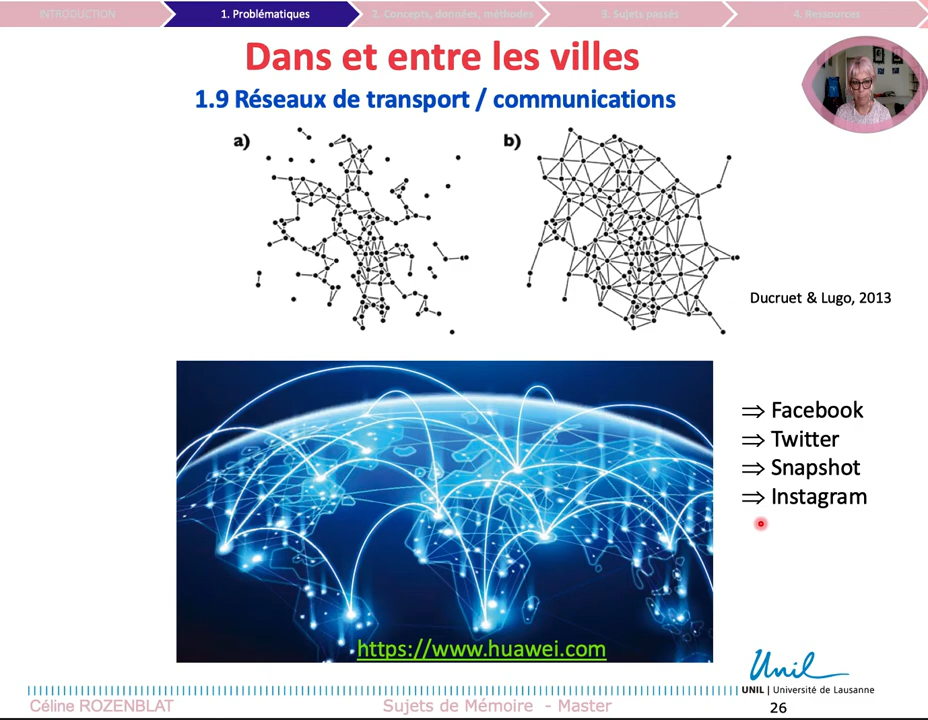 INTRODUCTION
1. Problématiques
2. Concepts, données, méthodes
3. Sujets passés
4. Ressources
Dans et entre les villes
1.9 Réseaux de transport / communications
a)
b)
Ducruet & Lugo, 2013
⇒ Facebook
⇒ Twitter
⇒ Snapshot
⇒ Instagram
https://www.huawei.com
Unil
UNIL | Université de Lausanne
Céline ROZENBLAT
Sujets de Mémoire - Master
26